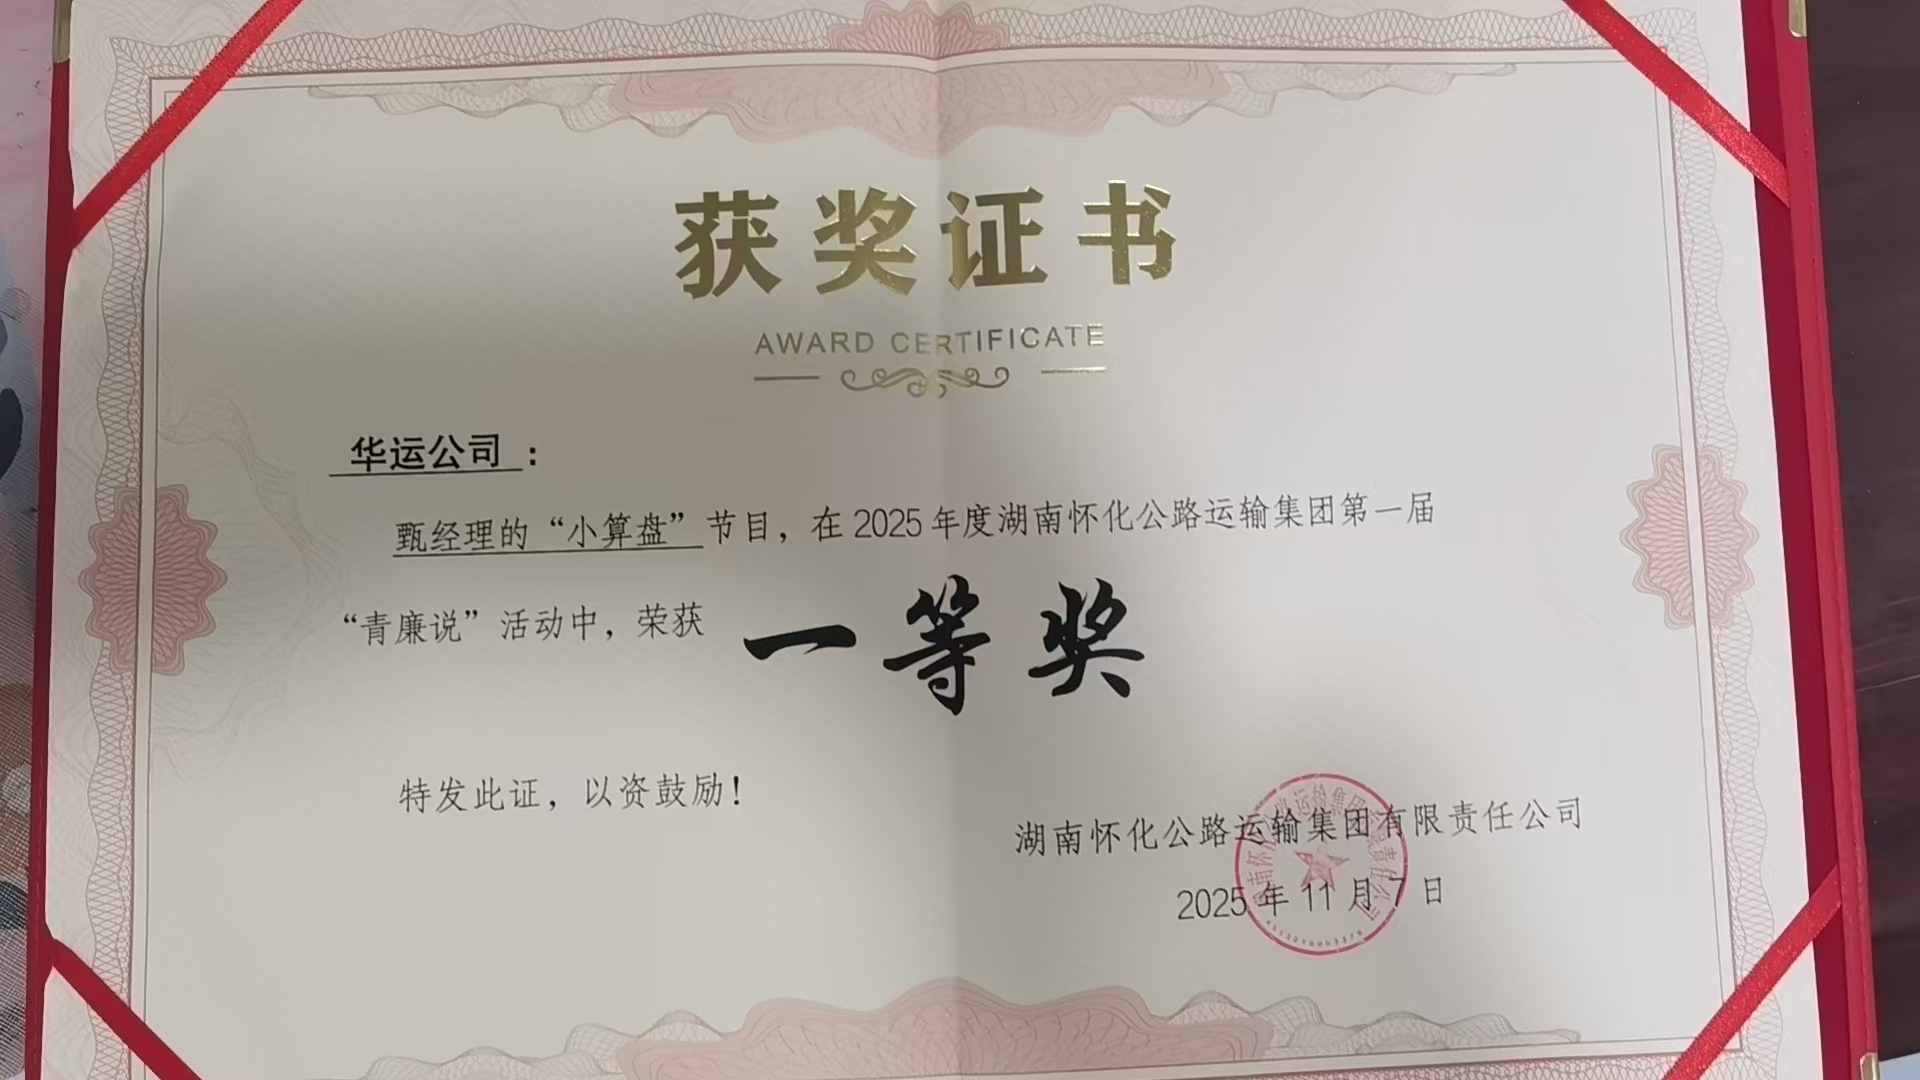 获奖证书
AWARD CERTIFICATE
华运公司：
甄经理的“小算盘”节目，在2025年度湖南怀化公路运输集团第一届
“青廉说”活动中，荣获 一等奖
特发此证，以资鼓励！
湖南怀化公路运输集团有限责任公司
2025年11月7日